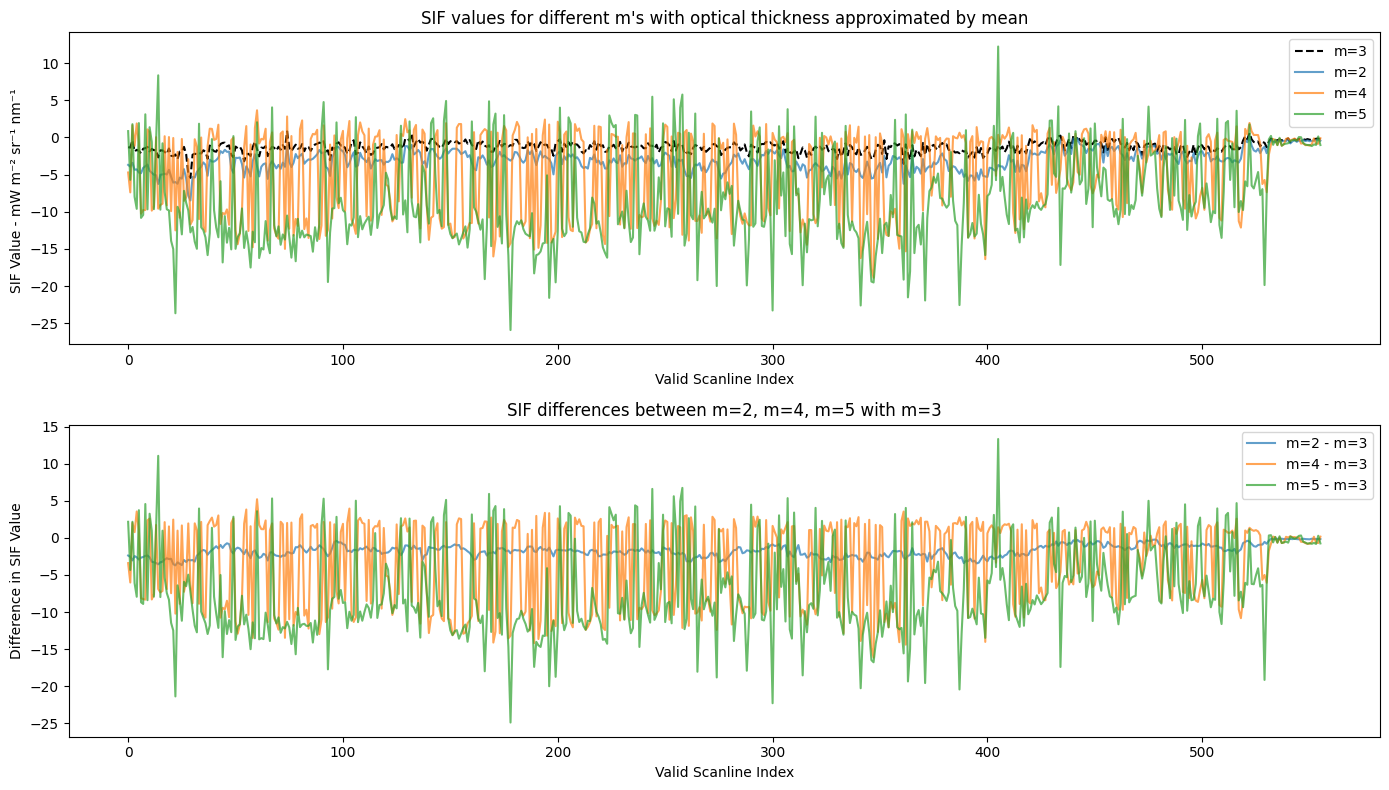 SIF values for different m's with optical thickness approximated by mean
SIF Value - mW m⁻² sr⁻¹ nm⁻¹
10
5
0
−5
−10
−15
−20
−25
m=3
m=2
m=4
m=5
0
100
200
300
400
500
Valid Scanline Index
SIF differences between m=2, m=4, m=5 with m=3
Difference in SIF Value
15
10
5
0
−5
−10
−15
−20
−25
m=2 - m=3
m=4 - m=3
m=5 - m=3
0
100
200
300
400
500
Valid Scanline Index